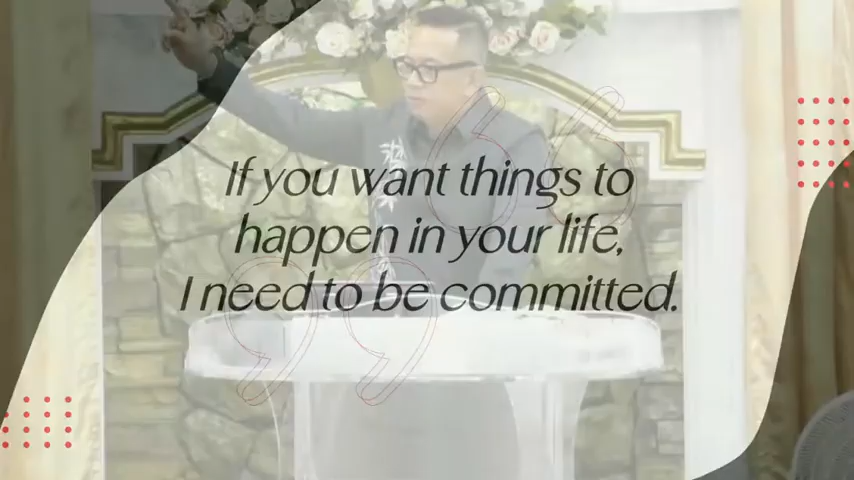 If you want things to
happen in your life,
I need to be committed.